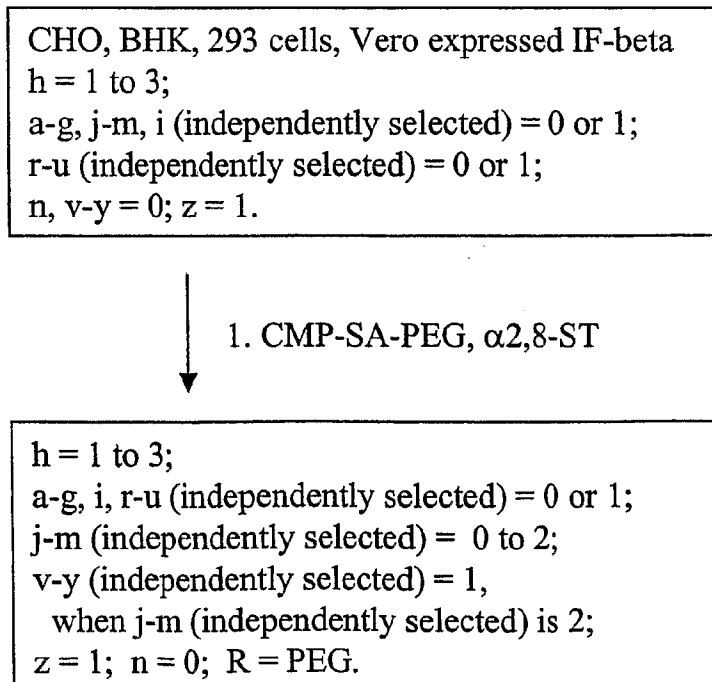 CHO, BHK, 293 cells, Vero expressed IF-beta
h = 1 to 3;
a-g, j-m, i (independently selected) = 0 or 1;
r-u (independently selected) = 0 or 1;
n, v-y = 0; z = 1.
1. CMP-SA-PEG, α2,8-ST
h = 1 to 3;
a-g, i, r-u (independently selected) = 0 or 1;
j-m (independently selected) = 0 to 2;
v-y (independently selected) = 1,
when j-m (independently selected) is 2;
z = 1; n = 0; R = PEG.